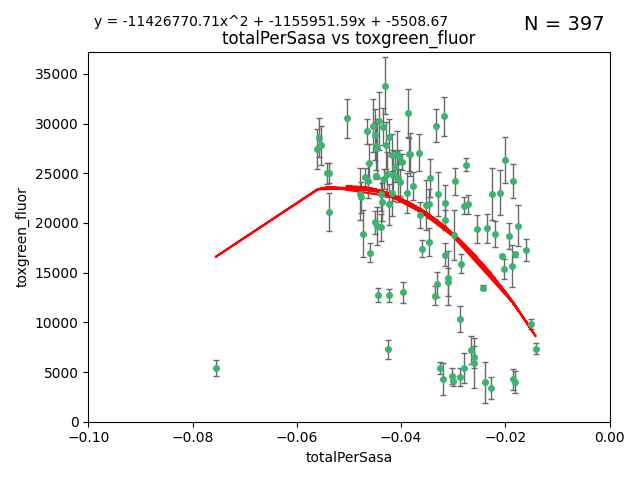 y = -11426770.71x^2 + -1155951.59x + -5508.67
N = 397
totalPerSasa vs toxgreen_fluor
35000
30000
25000
20000
15000
10000
5000
0
toxgreen_fluor
−0.10 −0.08 −0.06 −0.04 −0.02 0.00
totalPerSasa